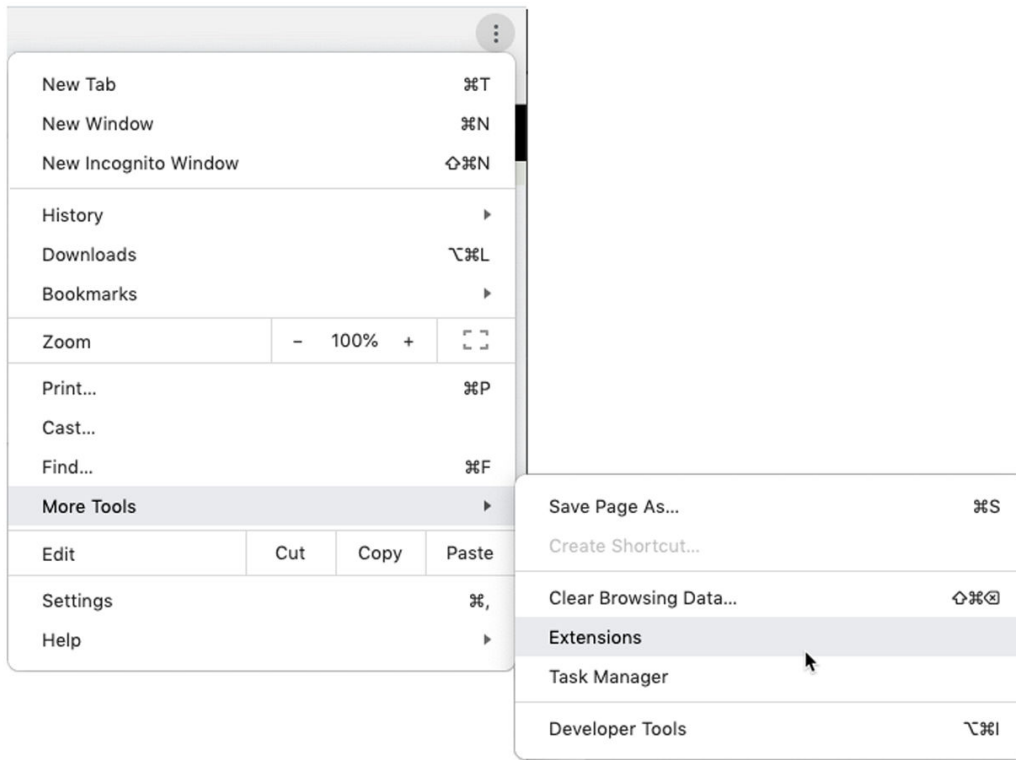 New Tab ⌘T
New Window ⌘N
New Incognito Window ⇧⌘N
History
Downloads ⌥⌘L
Bookmarks
Zoom - 100% +
Print... ⌘P
Cast...
Find... ⌘F
More Tools
Edit Cut Copy Paste
Settings ⌘,
Help
Save Page As... ⌘S
Create Shortcut...
Clear Browsing Data... ⇧⌘⌫
Extensions
Task Manager
Developer Tools ⌥⌘I